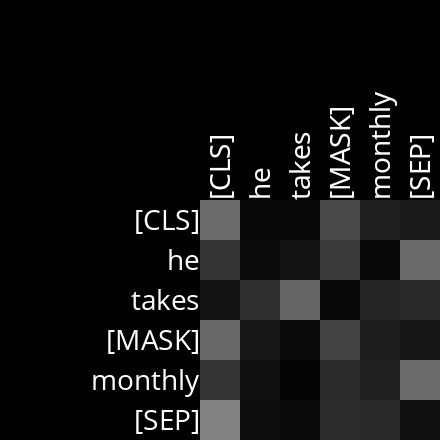 [CLS]
he
takes
[MASK]
monthly
[SEP]
[CLS]
he
takes
[MASK]
monthly
[SEP]